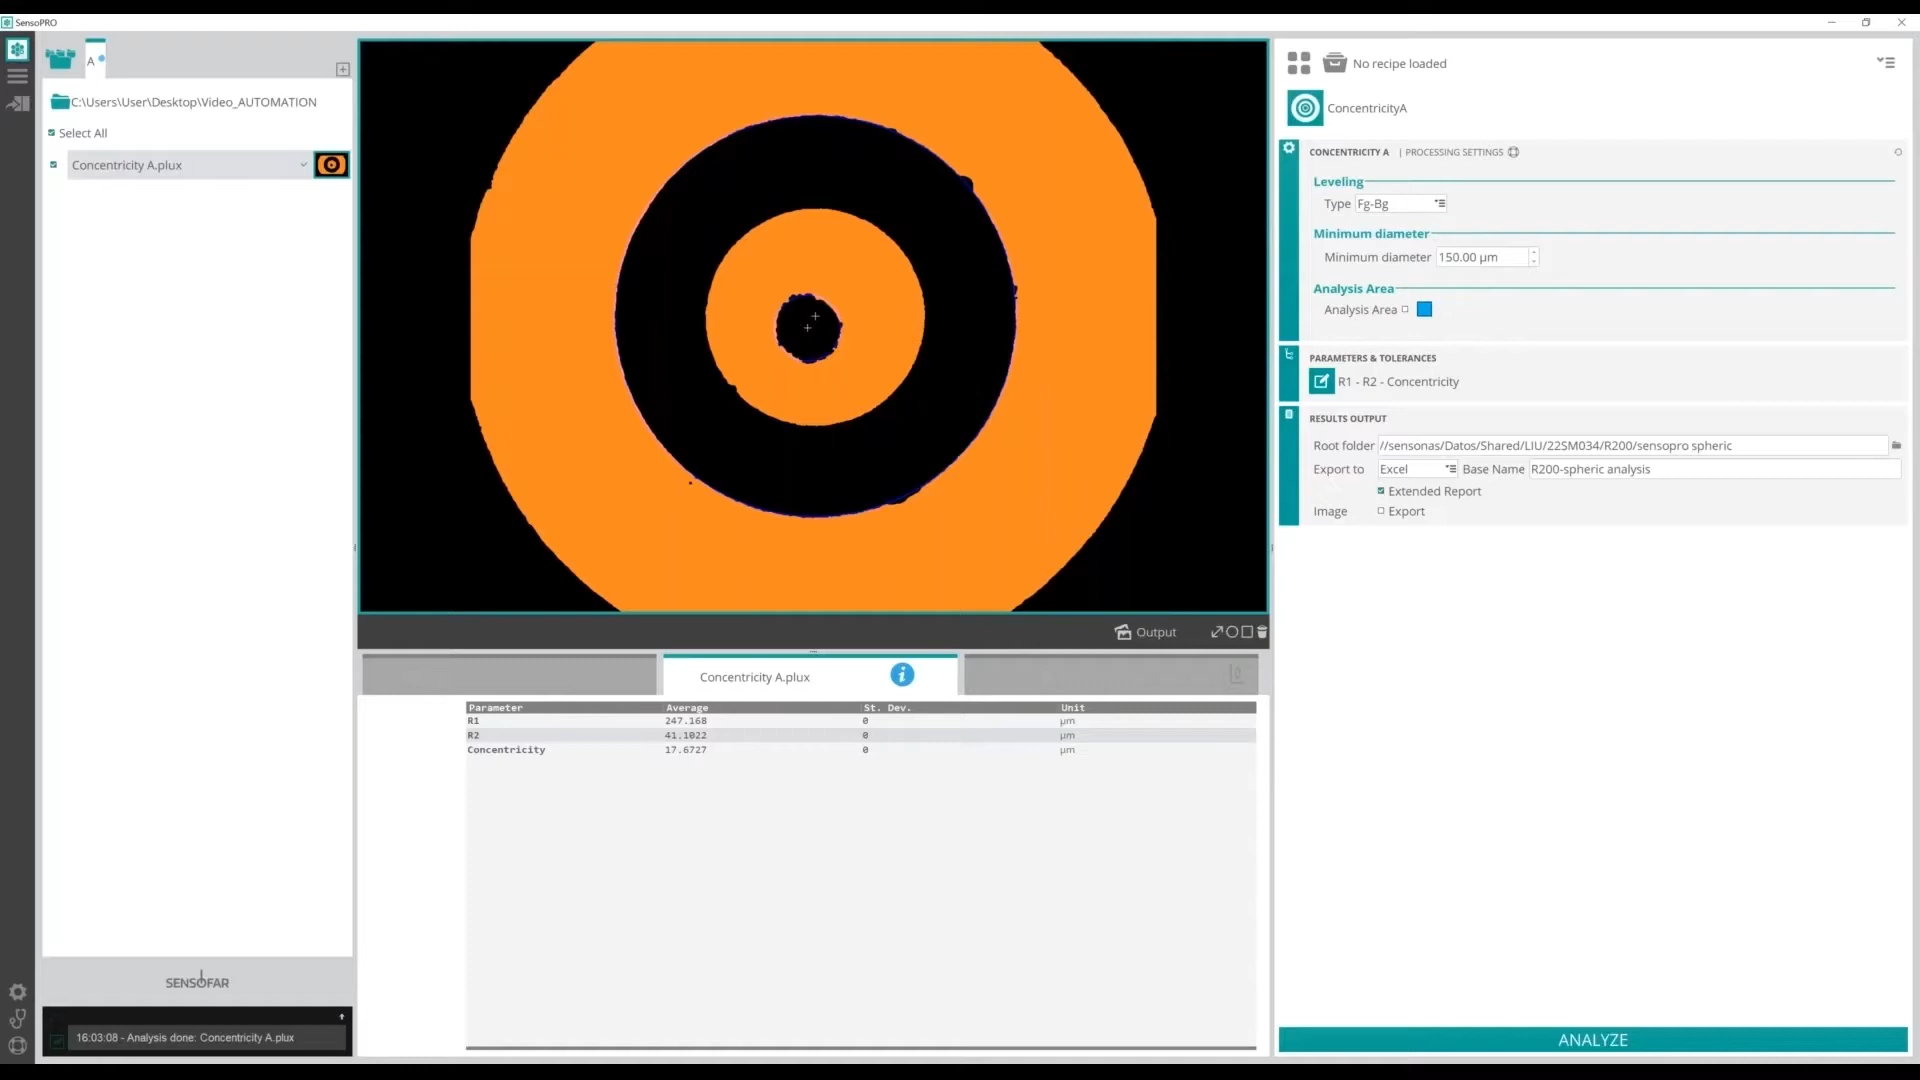 SensoPRO
A
C:\Users\User\Desktop\Video_AUTOMATION
Select All
Concentricity A.plux
SENSOFAR
16:03:08 - Analysis done: Concentricity A.plux
Output
Concentricity A.plux
Parameter Average St. Dev. Unit
R1 247.168 0 µm
R2 41.1022 0 µm
Concentricity 17.6727 0 µm
No recipe loaded
ConcentricityA
CONCENTRICITY A | PROCESSING SETTINGS
Leveling
Type Fg-Bg
Minimum diameter
Minimum diameter 150.00 µm
Analysis Area
Analysis Area
PARAMETERS & TOLERANCES
R1 - R2 - Concentricity
RESULTS OUTPUT
Root folder //sensonas/Datos/Shared/LIU/22SM034/R200/sensopro spheric
Export to Excel Base Name R200-spheric analysis
Extended Report
Image Export
ANALYZE